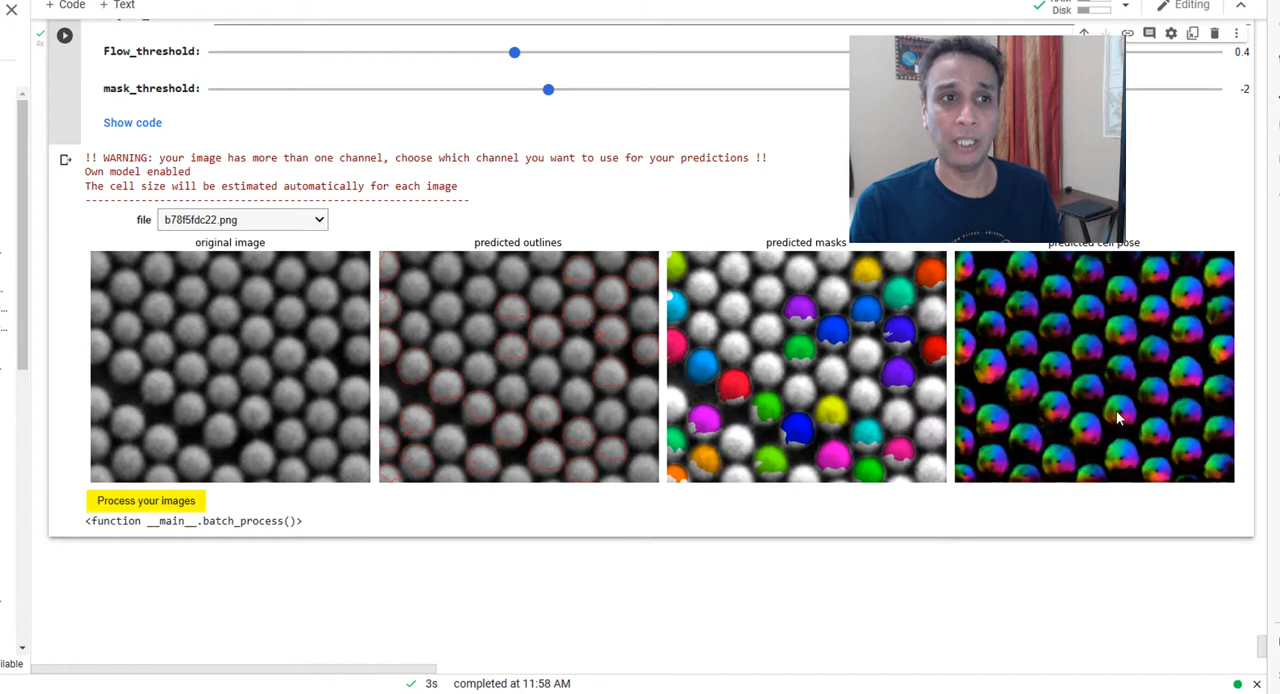 + Code + Text
Disk
Editing
4s
Flow_threshold:
0.4
mask_threshold:
-2
Show code
!! WARNING: your image has more than one channel, choose which channel you want to use for your predictions !!
Own model enabled
The cell size will be estimated automatically for each image
------------------------------------------------------------
file b78f5fdc22.png
original image predicted outlines predicted masks predicted cell pose
Process your images
<function __main__.batch_process()>
ilable
3s completed at 11:58 AM